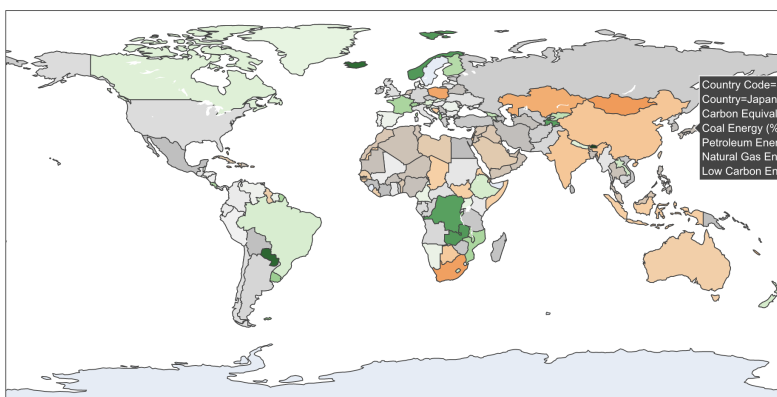 Country Code=
Country=Japan
Carbon Equival
Coal Energy (%
Petroleum Ener
Natural Gas En
Low Carbon En